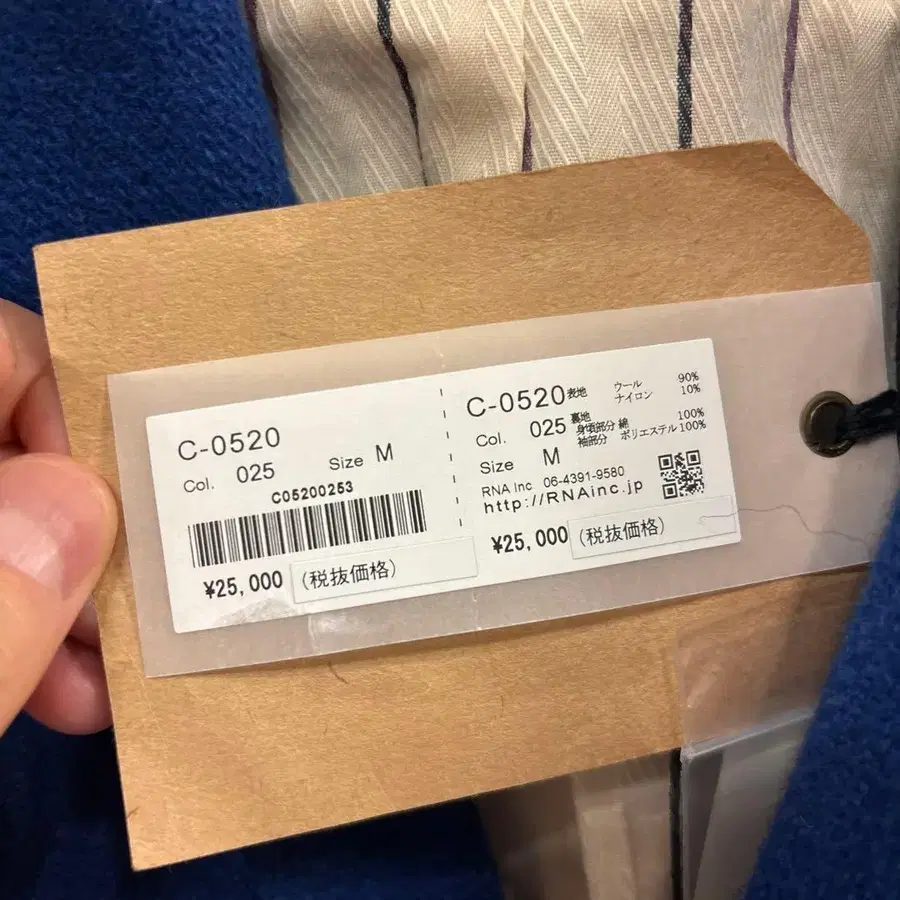 C-0520
Col. 025 Size M
C05200253
¥25,000 (税抜価格)
C-0520 表地 ウール 90%
ナイロン 10%
Col. 025 裏地
身頃部分 綿 100%
袖部分 ポリエステル 100%
Size M
RNA Inc 06-4391-9580
http://RNAinc.jp
¥25,000 (税抜価格)